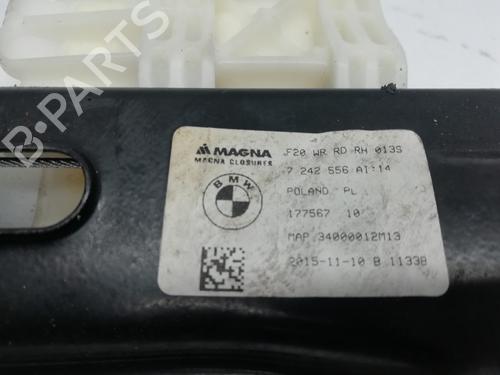 MAGNA
MAGNA CLOSURES
BMW
F20 WR RD RH 013S
7 242 556 AI:14
POLAND PL
177567 10
MAP 34000012M13
2015-11-10 B 1133B
B-PARTS